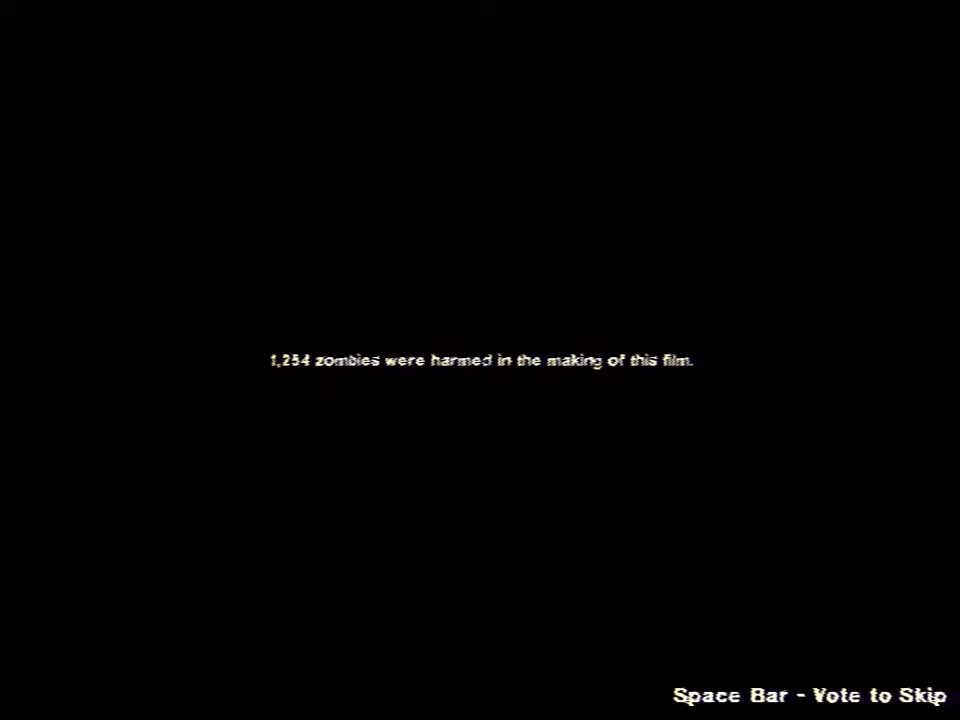 1,254 zombies were harmed in the making of this film.
Space Bar - Vote to Skip